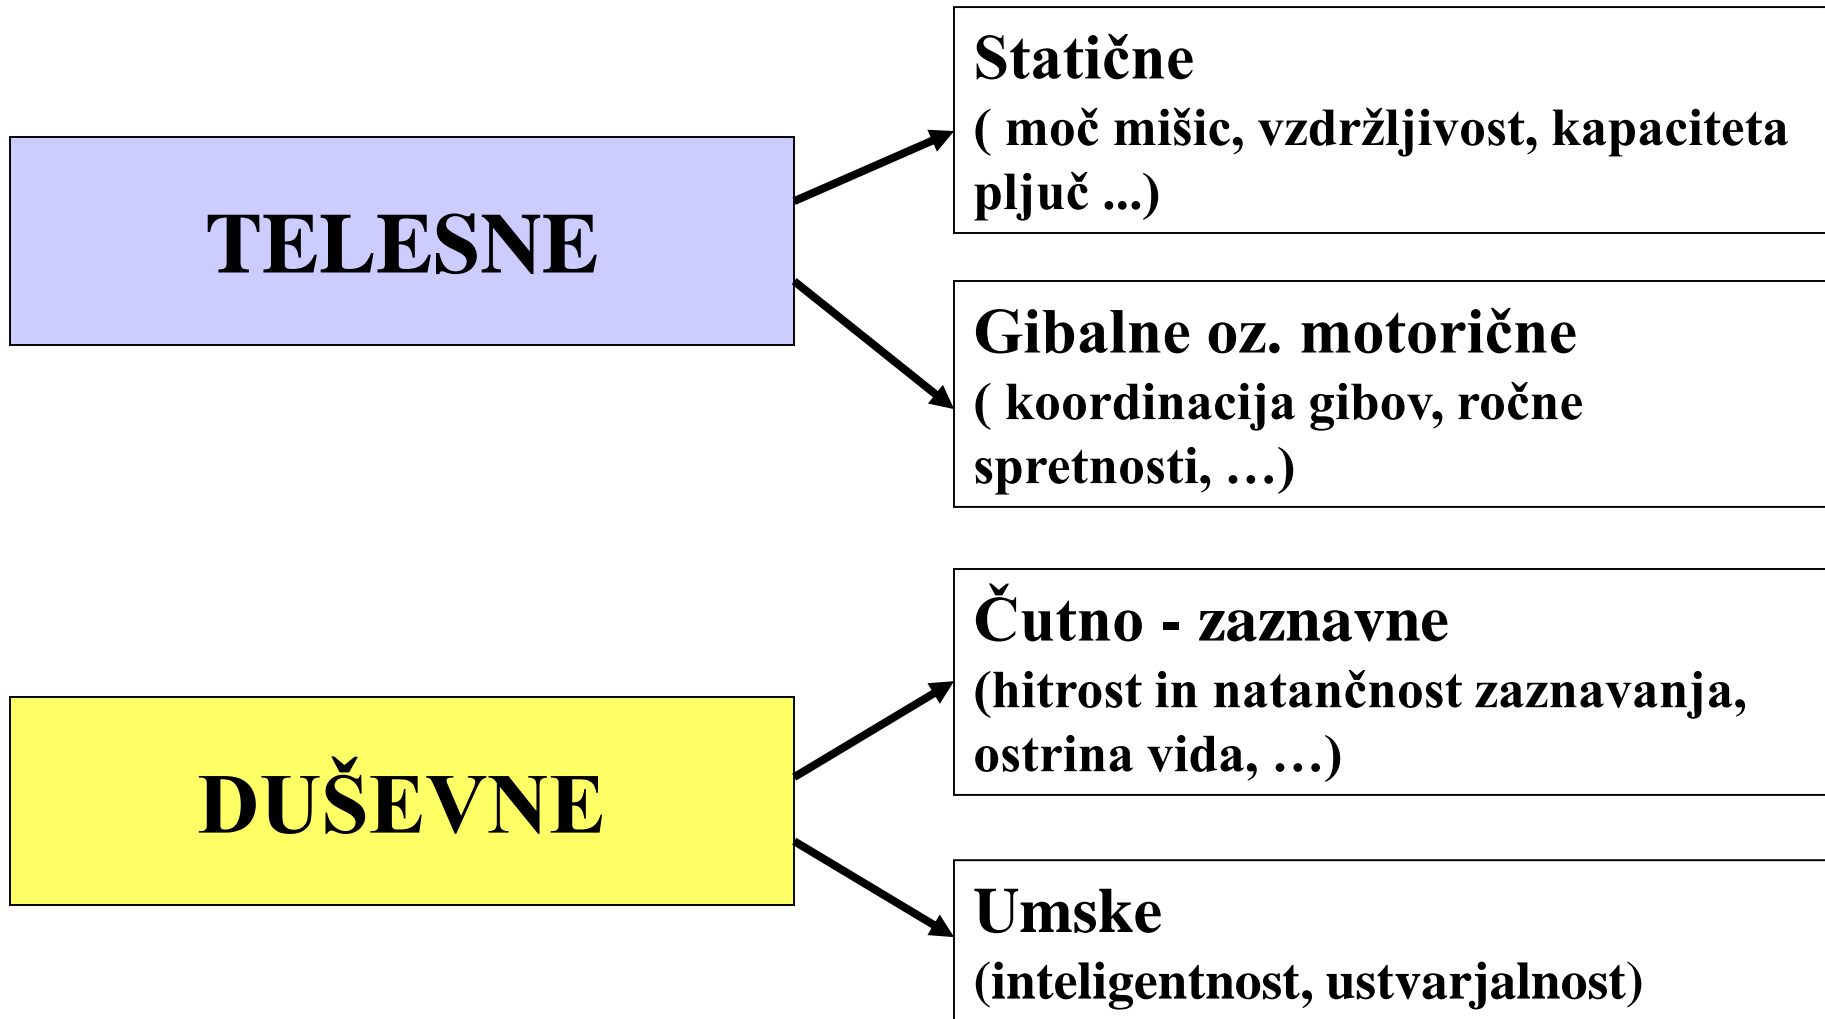 Statične
( moč mišic, vzdržljivost, kapaciteta
pljuč ...)
TELESNE
Gibalne oz. motorične
( koordinacija gibov, ročne
spretnosti, …)
Čutno - zaznavne
(hitrost in natančnost zaznavanja,
ostrina vida, …)
DUŠEVNE
Umske
(inteligentnost, ustvarjalnost)